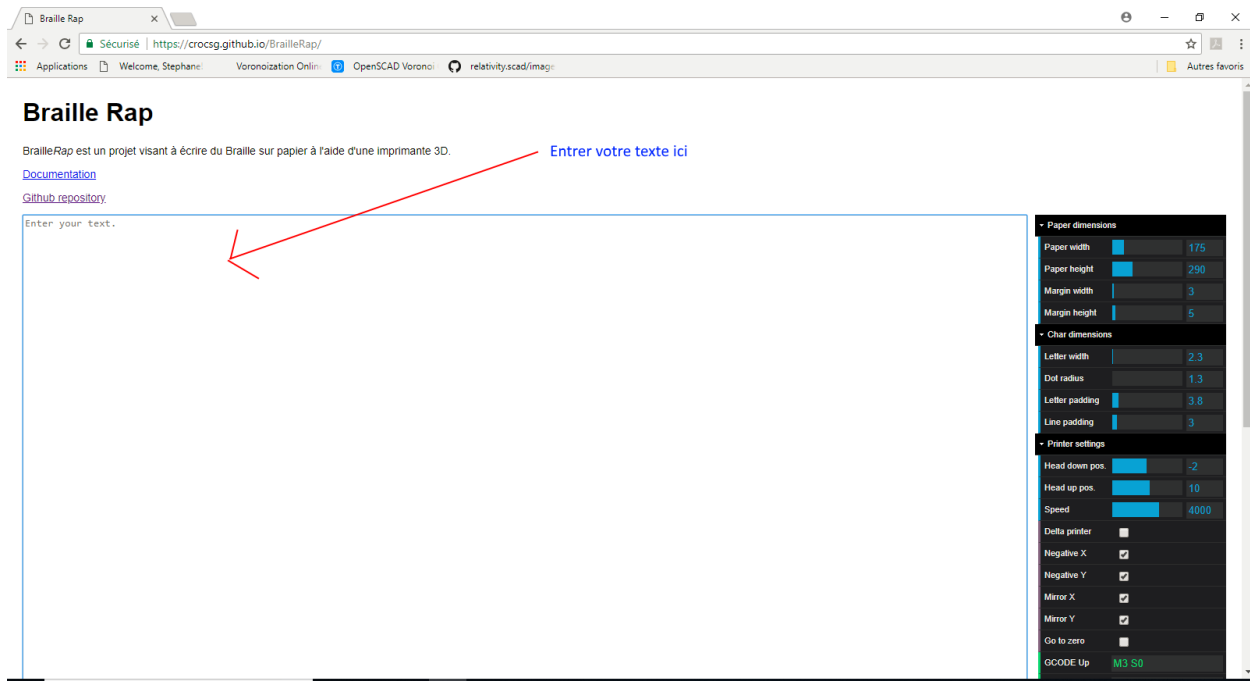 Braille Rap
Sécurisé | https://crocsg.github.io/BrailleRap/
Applications Welcome, Stephane! Voronoization Onlin OpenSCAD Voronoi relativity.scad/image Autres favoris
Braille Rap
BrailleRap est un projet visant à écrire du Braille sur papier à l'aide d'une imprimante 3D.
Entrer votre texte ici
Documentation
Github repository
Enter your text.
Paper dimensions
Paper width 175
Paper height 290
Margin width 3
Margin height 5
Char dimensions
Letter width 2.3
Dot radius 1.3
Letter padding 3.8
Line padding 3
Printer settings
Head down pos. -2
Head up pos. 10
Speed 4000
Delta printer
Negative X
Negative Y
Mirror X
Mirror Y
Go to zero
GCODE Up M3 S0